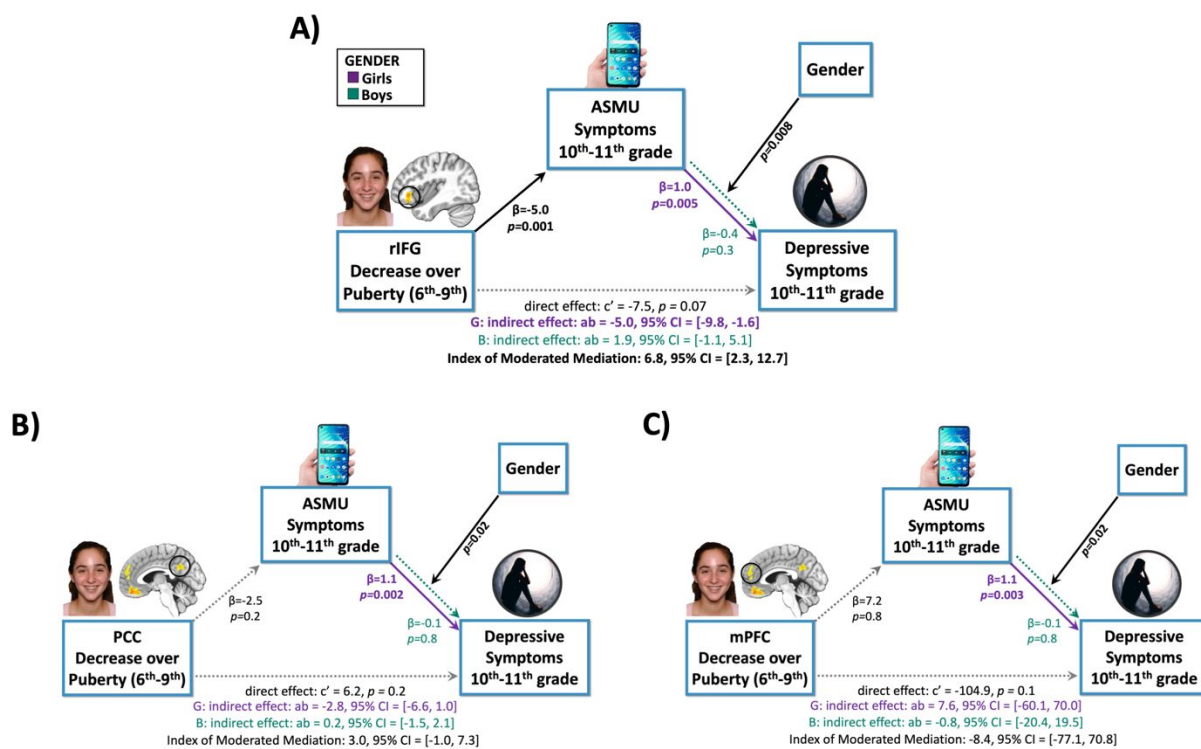 A)
GENDER
Girls
Boys
ASMU
Symptoms
10th-11th grade
Gender
p=0.008
β=-5.0
p=0.001
β=1.0
p=0.005
β=-0.4
p=0.3
rIFG
Decrease over
Puberty (6th-9th)
Depressive
Symptoms
10th-11th grade
direct effect: c' = -7.5, p = 0.07
G: indirect effect: ab = -5.0, 95% CI = [-9.8, -1.6]
B: indirect effect: ab = 1.9, 95% CI = [-1.1, 5.1]
Index of Moderated Mediation: 6.8, 95% CI = [2.3, 12.7]
B)
ASMU
Symptoms
10th-11th grade
Gender
p=0.02
β=-2.5
p=0.2
β=1.1
p=0.002
β=-0.1
p=0.8
PCC
Decrease over
Puberty (6th-9th)
Depressive
Symptoms
10th-11th grade
direct effect: c' = 6.2, p = 0.2
G: indirect effect: ab = -2.8, 95% CI = [-6.6, 1.0]
B: indirect effect: ab = 0.2, 95% CI = [-1.5, 2.1]
Index of Moderated Mediation: 3.0, 95% CI = [-1.0, 7.3]
C)
ASMU
Symptoms
10th-11th grade
Gender
p=0.02
β=7.2
p=0.8
β=1.1
p=0.003
β=-0.1
p=0.8
mPFC
Decrease over
Puberty (6th-9th)
Depressive
Symptoms
10th-11th grade
direct effect: c' = -104.9, p = 0.1
G: indirect effect: ab = 7.6, 95% CI = [-60.1, 70.0]
B: indirect effect: ab = -0.8, 95% CI = [-20.4, 19.5]
Index of Moderated Mediation: -8.4, 95% CI = [-77.1, 70.8]